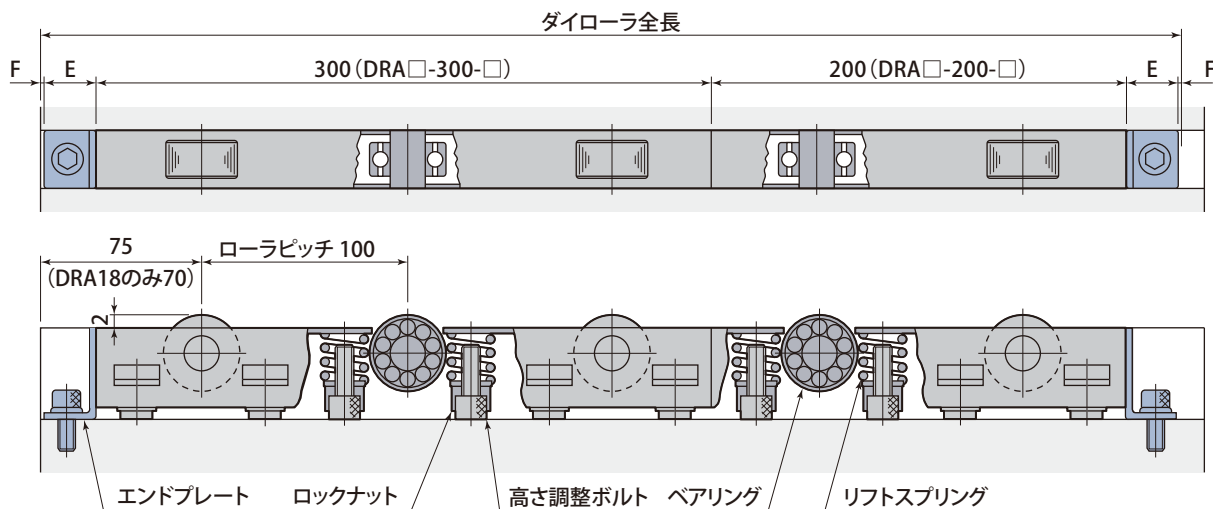 ダイローラ全長
F E 300(DRA□-300-□) 200(DRA□-200-□) E F
75 ローラピッチ 100
(DRA18のみ70)
2
エンドプレート ロックナット 高さ調整ボルト ベアリング リフトスプリング